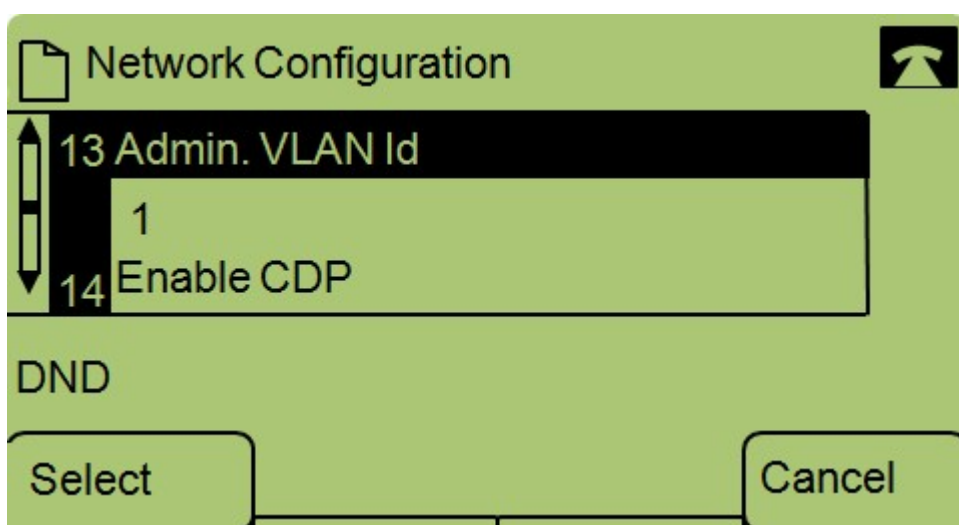 Network Configuration
13 Admin. VLAN Id
1
14 Enable CDP
DND
Select Cancel